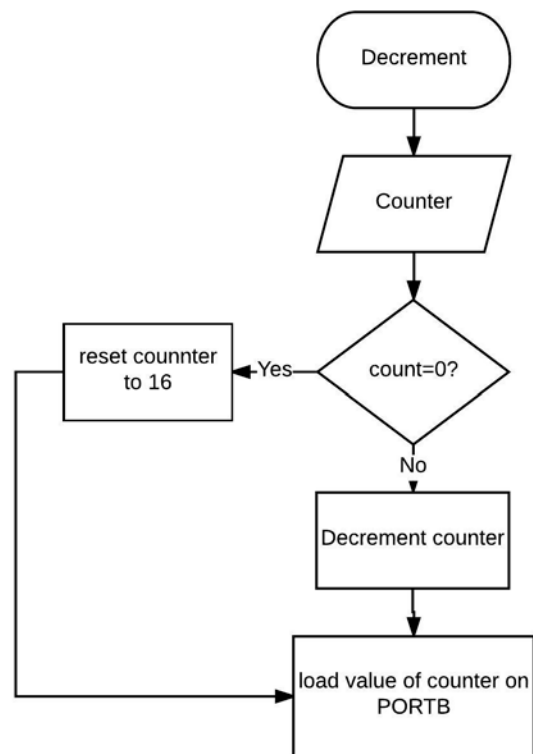 Decrement
Counter
count=0?
Yes
reset counnter
to 16
No
Decrement counter
load value of counter on
PORTB